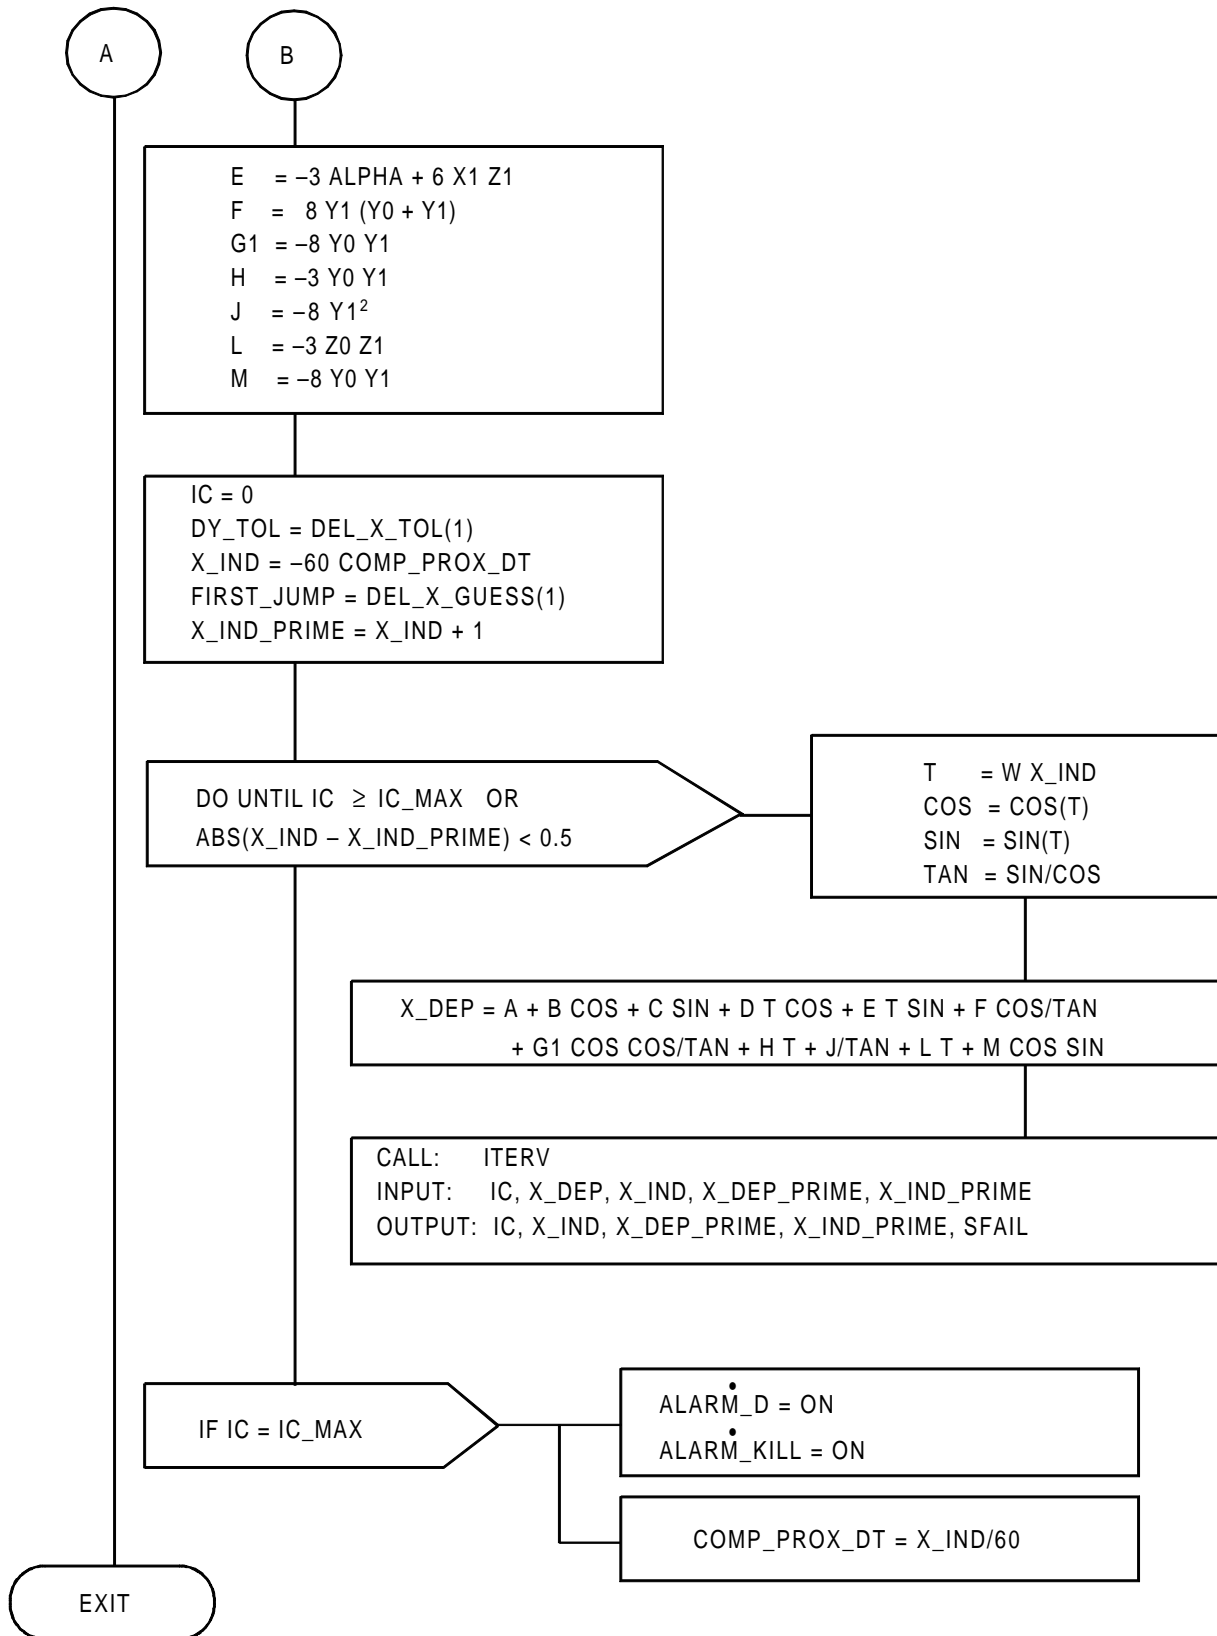 A
B
E = –3 ALPHA + 6 X1 Z1
F = 8 Y1 (Y0 + Y1)
G1 = –8 Y0 Y1
H = –3 Y0 Y1
J = –8 Y1²
L = –3 Z0 Z1
M = –8 Y0 Y1
IC = 0
DY_TOL = DEL_X_TOL(1)
X_IND = –60 COMP_PROX_DT
FIRST_JUMP = DEL_X_GUESS(1)
X_IND_PRIME = X_IND + 1
DO UNTIL IC ≥ IC_MAX OR
ABS(X_IND – X_IND_PRIME) < 0.5
T = W X_IND
COS = COS(T)
SIN = SIN(T)
TAN = SIN/COS
X_DEP = A + B COS + C SIN + D T COS + E T SIN + F COS/TAN
+ G1 COS COS/TAN + H T + J/TAN + L T + M COS SIN
CALL: ITERV
INPUT: IC, X_DEP, X_IND, X_DEP_PRIME, X_IND_PRIME
OUTPUT: IC, X_IND, X_DEP_PRIME, X_IND_PRIME, SFAIL
IF IC = IC_MAX
ALARṀ_D = ON
ALARṀ_KILL = ON
COMP_PROX_DT = X_IND/60
EXIT